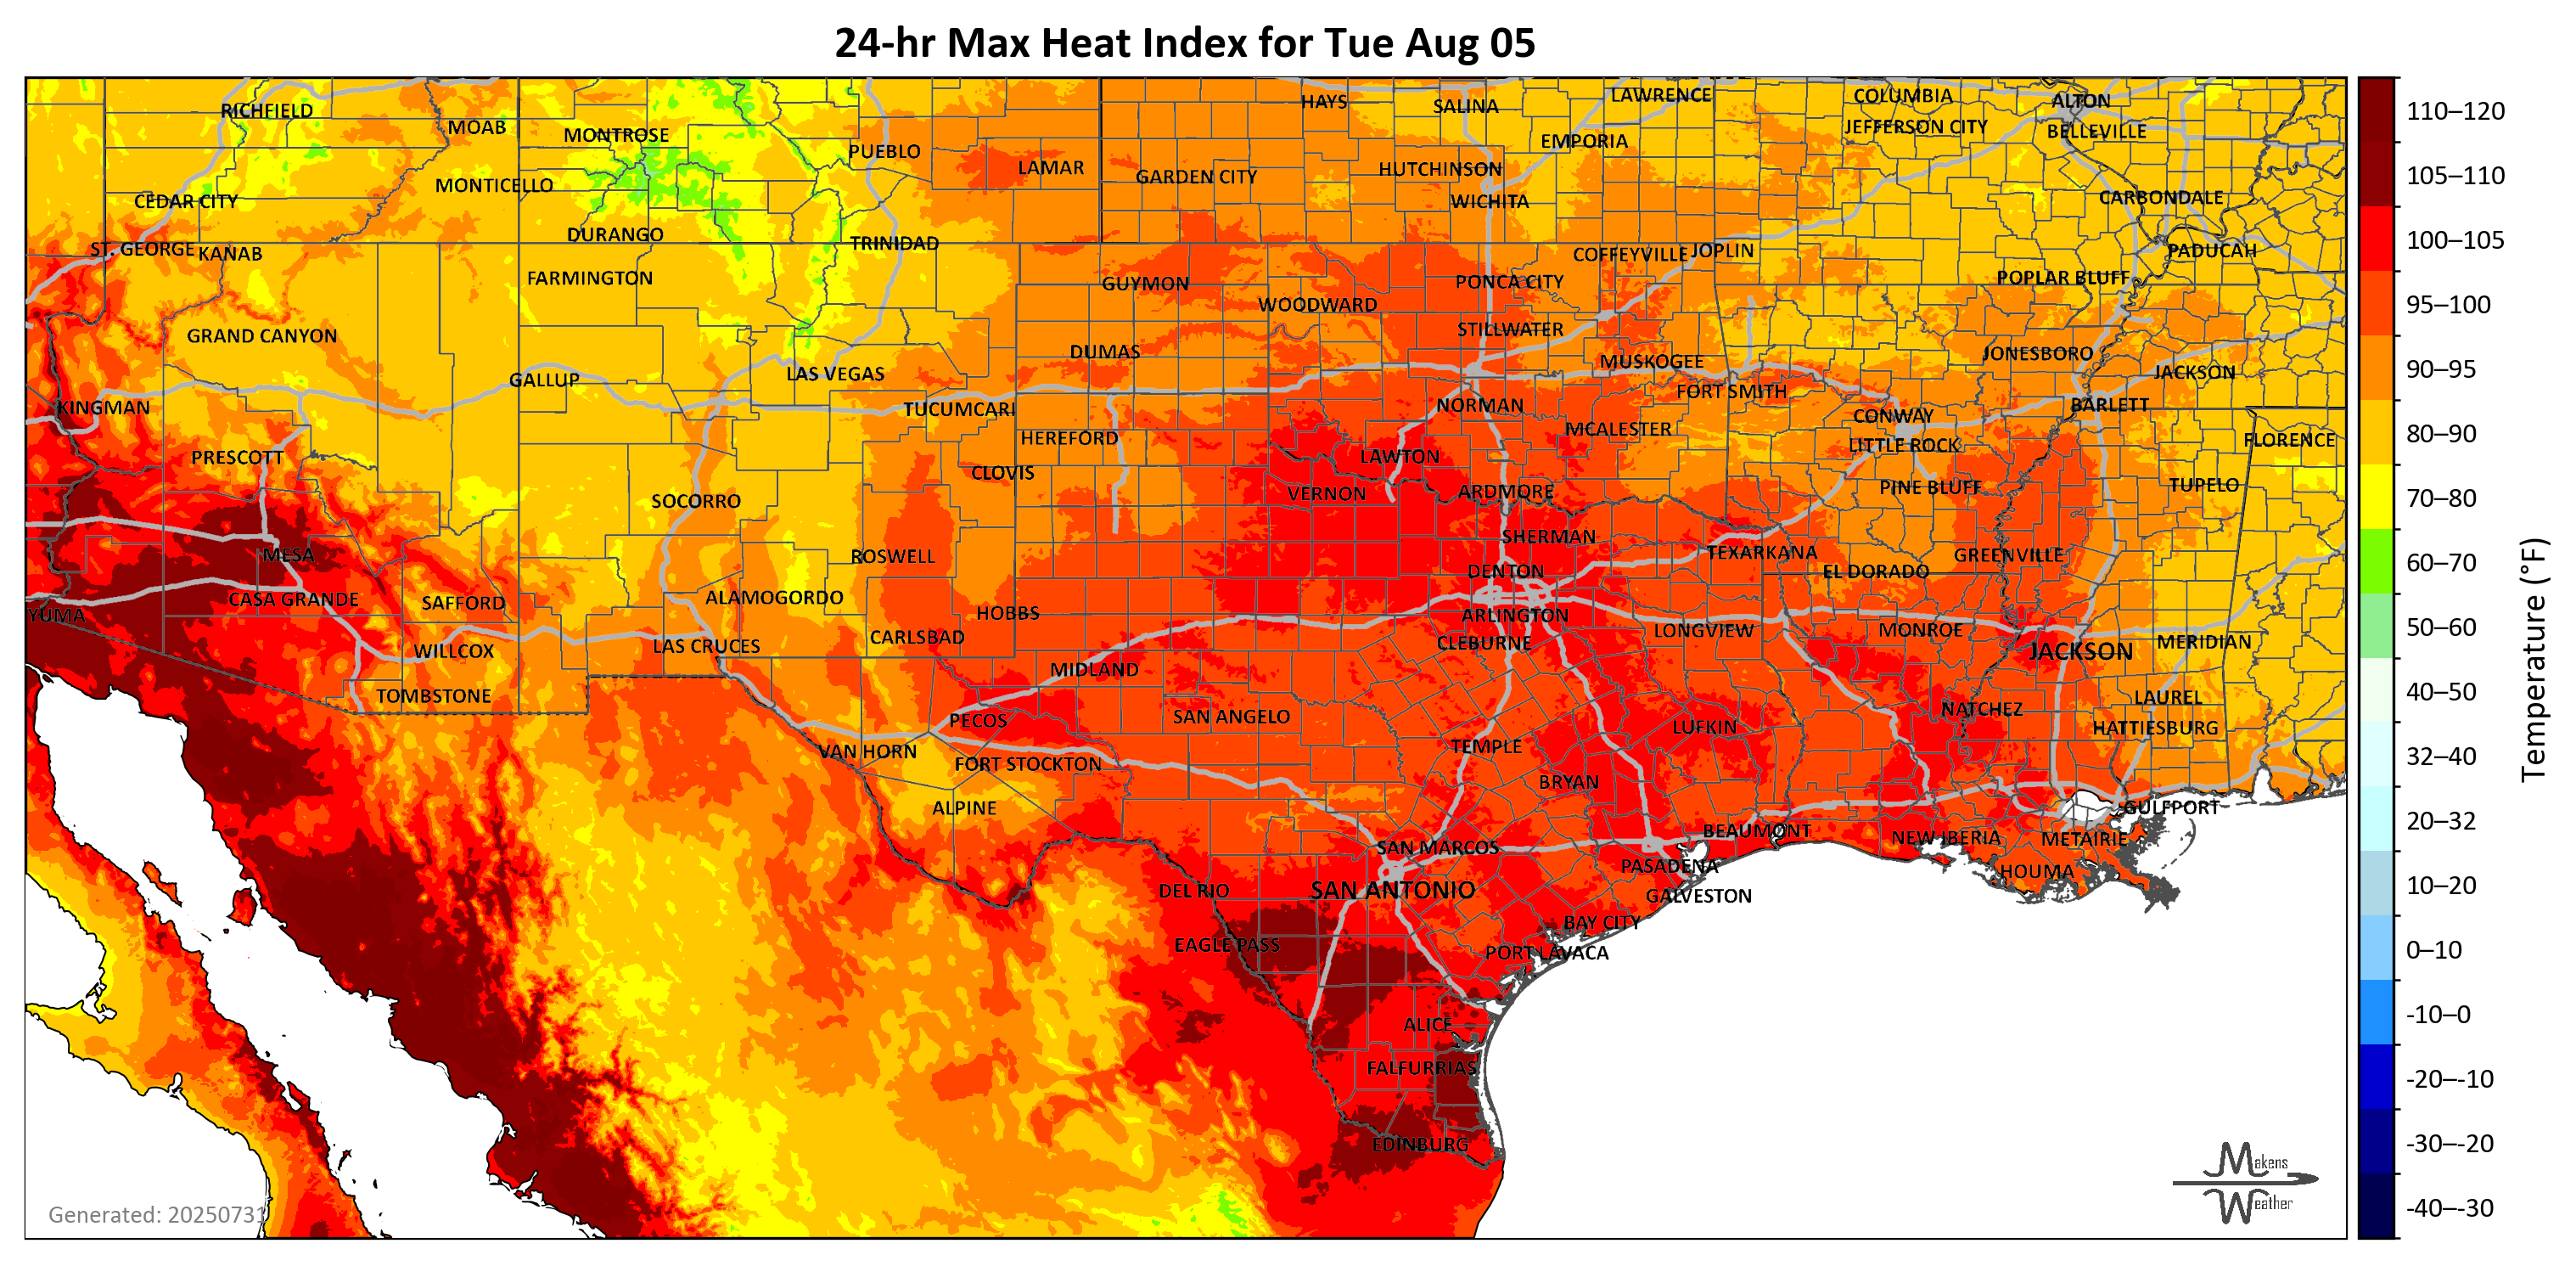 24-hr Max Heat Index for Tue Aug 05
RICHFIELD
MOAB
MONTROSE
PUEBLO
LAMAR
HAYS
SALINA
LAWRENCE
COLUMBIA
ALTON
JEFFERSON CITY
BELLEVILLE
EMPORIA
HUTCHINSON
GARDEN CITY
MONTICELLO
CEDAR CITY
WICHITA
CARBONDALE
DURANGO
TRINIDAD
ST. GEORGE
KANAB
COFFEYVILLE
JOPLIN
PADUCAH
FARMINGTON
GUYMON
PONCA CITY
POPLAR BLUFF
WOODWARD
STILLWATER
GRAND CANYON
DUMAS
MUSKOGEE
JONESBORO
GALLUP
LAS VEGAS
JACKSON
FORT SMITH
KINGMAN
TUCUMCARI
NORMAN
CONWAY
BARLETT
HEREFORD
MCALESTER
LITTLE ROCK
FLORENCE
PRESCOTT
CLOVIS
LAWTON
SOCORRO
VERNON
ARDMORE
PINE BLUFF
TUPELO
SHERMAN
MESA
ROSWELL
TEXARKANA
GREENVILLE
DENTON
EL DORADO
CASA GRANDE
SAFFORD
ALAMOGORDO
HOBBS
YUMA
ARLINGTON
CARLSBAD
LONGVIEW
MONROE
WILLCOX
LAS CRUCES
CLEBURNE
JACKSON
MERIDIAN
MIDLAND
TOMBSTONE
LAUREL
PECOS
SAN ANGELO
NATCHEZ
LUFKIN
HATTIESBURG
VAN HORN
TEMPLE
FORT STOCKTON
BRYAN
ALPINE
GULFPORT
BEAUMONT
NEW IBERIA
METAIRIE
SAN MARCOS
PASADENA
HOUMA
DEL RIO
SAN ANTONIO
GALVESTON
BAY CITY
EAGLE PASS
PORT LAVACA
ALICE
FALFURRIAS
EDINBURG
Generated: 20250731
Makens
Weather
110–120
105–110
100–105
95–100
90–95
80–90
70–80
60–70
50–60
40–50
32–40
20–32
10–20
0–10
-10–0
-20–-10
-30–-20
-40–-30
Temperature (°F)